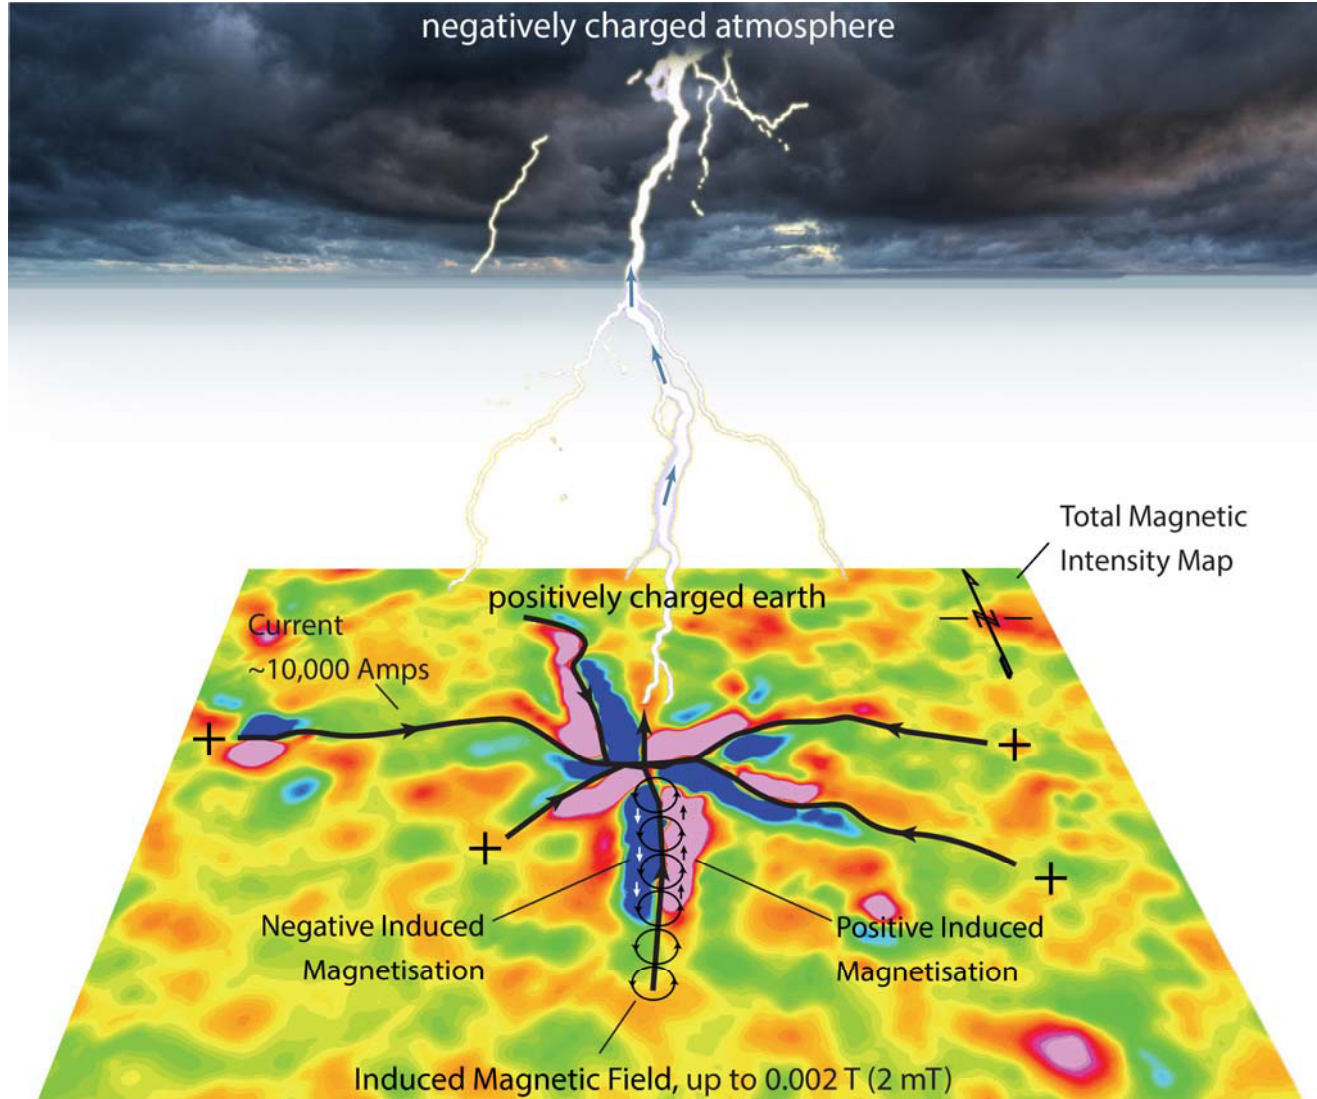 negatively charged atmosphere
Total Magnetic
Intensity Map
positively charged earth
Current
~10,000 Amps
+
+
+
+
Negative Induced
Magnetisation
Positive Induced
Magnetisation
Induced Magnetic Field, up to 0.002 T (2 mT)